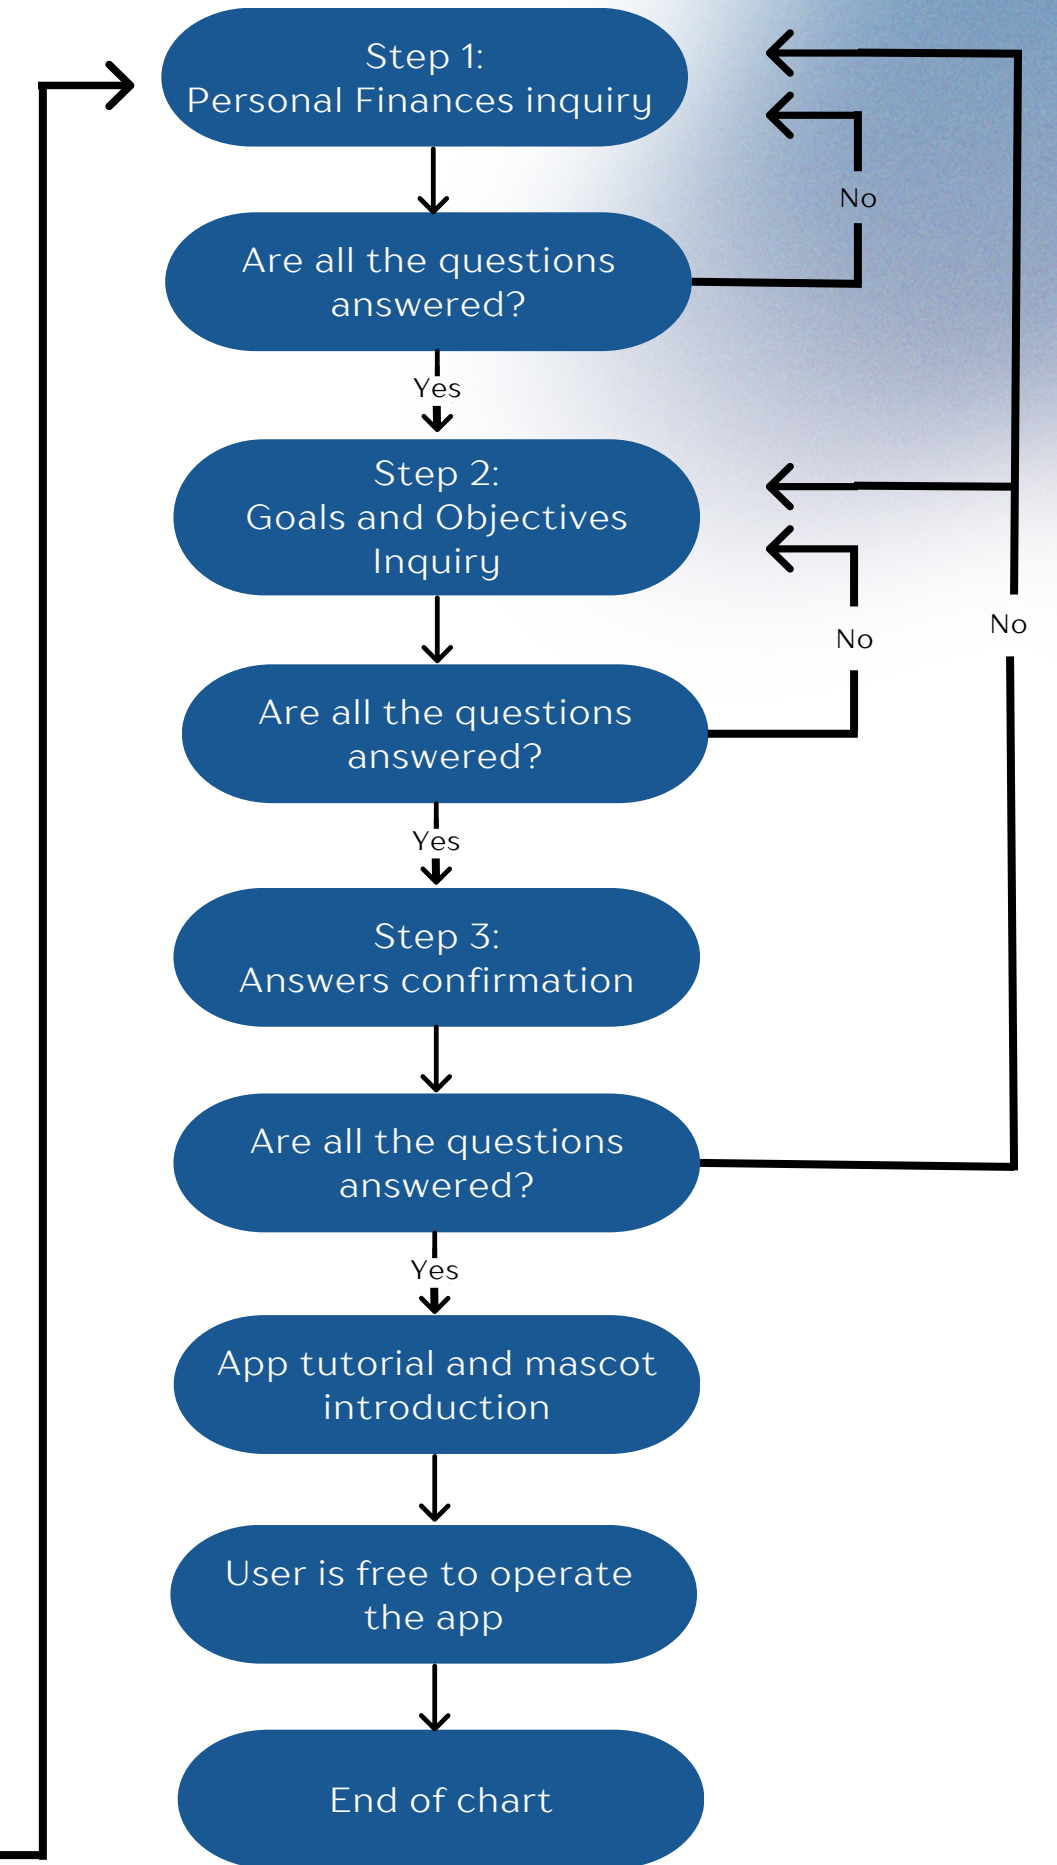 Step 1:
Personal Finances inquiry
No
Are all the questions
answered?
Yes
Step 2:
Goals and Objectives
Inquiry
No
No
Are all the questions
answered?
Yes
Step 3:
Answers confirmation
Are all the questions
answered?
Yes
App tutorial and mascot
introduction
User is free to operate
the app
End of chart